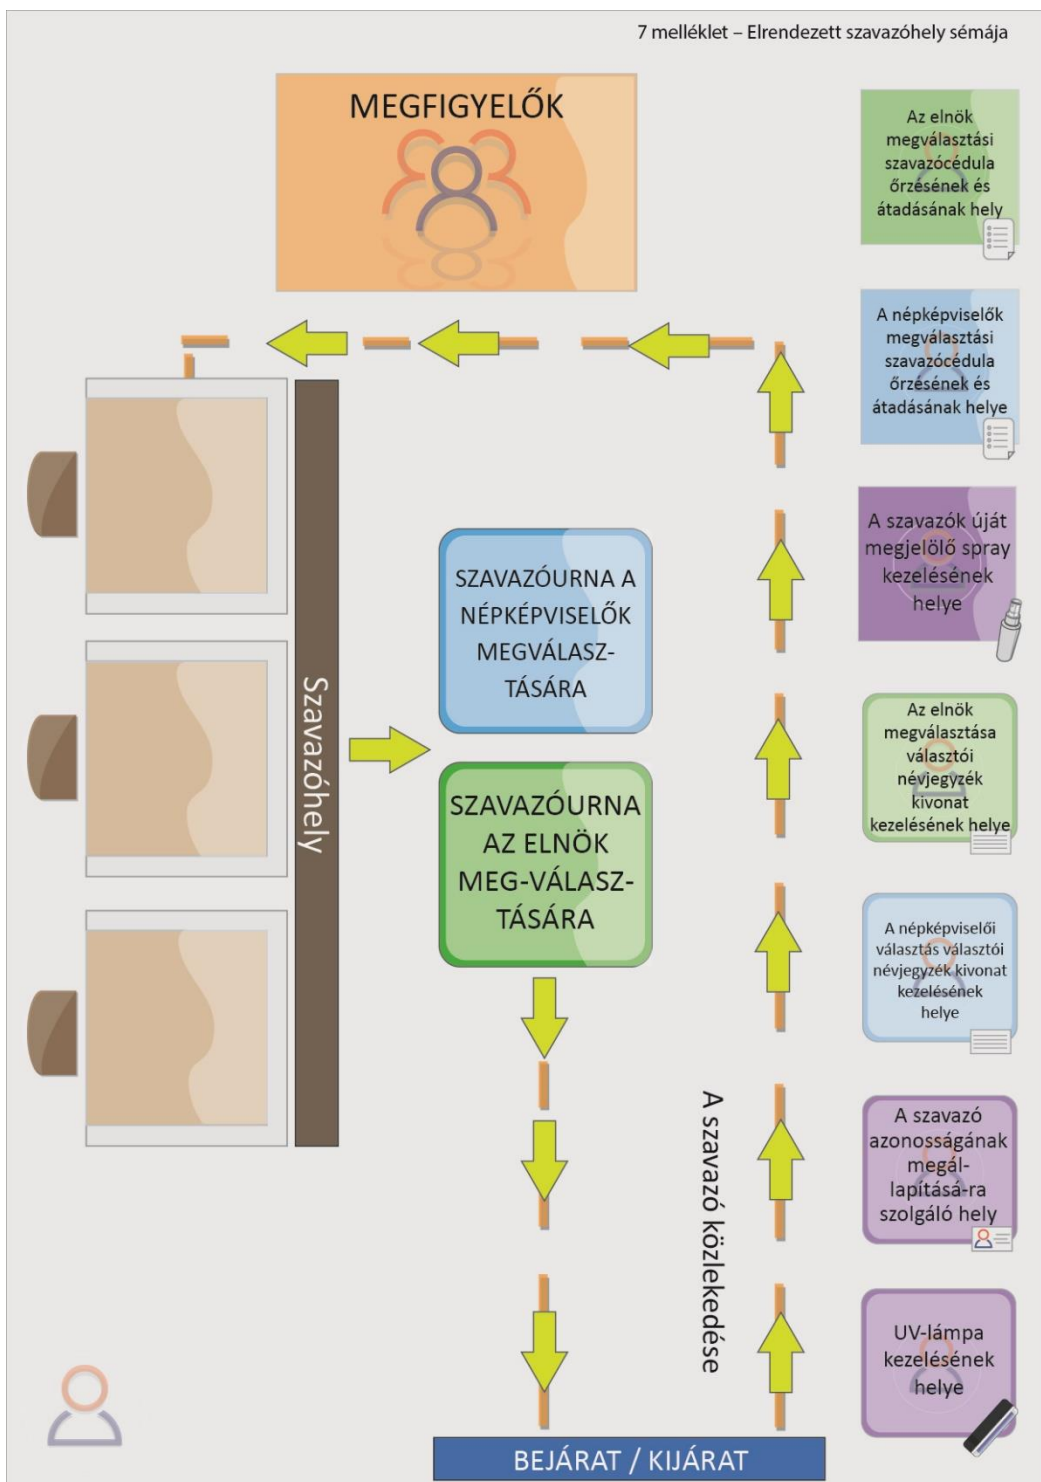 7 melléklet – Elrendezett szavazóhely sémája
MEGFIGYELŐK
Az elnök
megválasztási
szavazócédula
őrzésének és
átadásának hely
A népképviselők
megválasztási
szavazócédula
őrzésének és
átadásának helye
A szavazók úját
megjelölő spray
kezelésének
helye
Az elnök
megválasztása
választói
névjegyzék
kivonat
kezelésének helye
A népképviselői
választás választói
névjegyzék kivonat
kezelésének
helye
A szavazó
azonosságának
megál-
lapításá-ra
szolgáló hely
UV-lámpa
kezelésének
helye
Szavazóhely
SZAVAZÓURNA A
NÉPKÉPVISELŐK
MEGVÁLASZ-
TÁSÁRA
SZAVAZÓURNA
AZ ELNÖK
MEG-VÁLASZ-
TÁSÁRA
A szavazó közlekedése
BEJÁRAT / KIJÁRAT